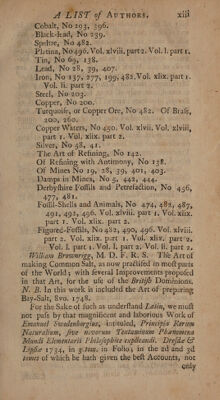 A LIST of AUTHORS. xiii
Cobalt, No 203, 396.
Black-lead, No 239.
Speltre, No 482.
Platina, No 496. Vol. xlviii. part 2. Vol. l. part 1.
Tin, No 69, 138.
Lead, No 28, 39, 407.
Iron, No 137, 277, 199, 482. Vol. xlix. part 1.
Vol. li. part 2.
Steel, No 203.
Copper, No 200.
Turquoise, or Copper Ore, No 482. Of Brass,
200, 260.
Copper Waters, No 450. Vol. xlvii. Vol. xlviii,
part 1. Vol. xlix. part 2.
Silver, No 58, 41.
The Art of Refining, No 142.
Of Refining with Antimony, No 138.
Of Mines No 19, 28, 39, 401, 403.
Damps in Mines, No 5, 442, 444.
Derbyshire Fossils and Petrefaction, No 456,
477, 481.
Fossil-Shells and Animals, No 474, 482, 487,
491, 492, 496. Vol. xlviii. part 1. Vol. xlix.
part 1. Vol. xlix. part 2.
Figured-Fossils, No 482, 490, 496. Vol. xlviii.
part 2. Vol. xlix. part 1. Vol. xlix. part 2.
Vol. l. part 1. Vol. l. part 2. Vol. li. part 2.
William Brownrigg, M. D. F. R. S. The Art of
making Common Salt, as now practised in most parts
of the World; with several Improvements proposed
in that Art, for the use of the British Dominions.
N. B. In this work is included the Art of preparing
Bay-Salt, 8vo. 1748.
For the Sake of such as understand Latin, we must
not pass by that magnificent and laborious Work of
Emanuel Swedenborgius, intituled, Principia Rerum
Naturalium, sive novorum Tentaminum Phænomena
Mundi Elementaris Philosophice explicandi. Dresdæ &
Lipsiæ 1734, in 3 tom. in Folio; in the 2d and 3d
tomes of which he hath given the best Accounts, not
only